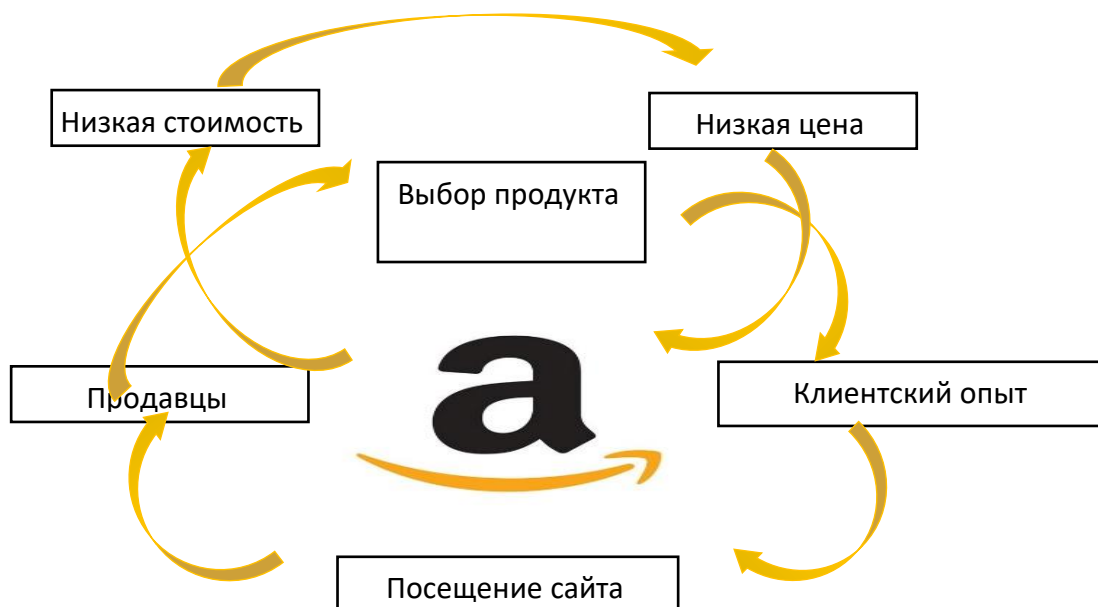 Низкая стоимость
Низкая цена
Выбор продукта
Продавцы
Клиентский опыт
a
Посещение сайта